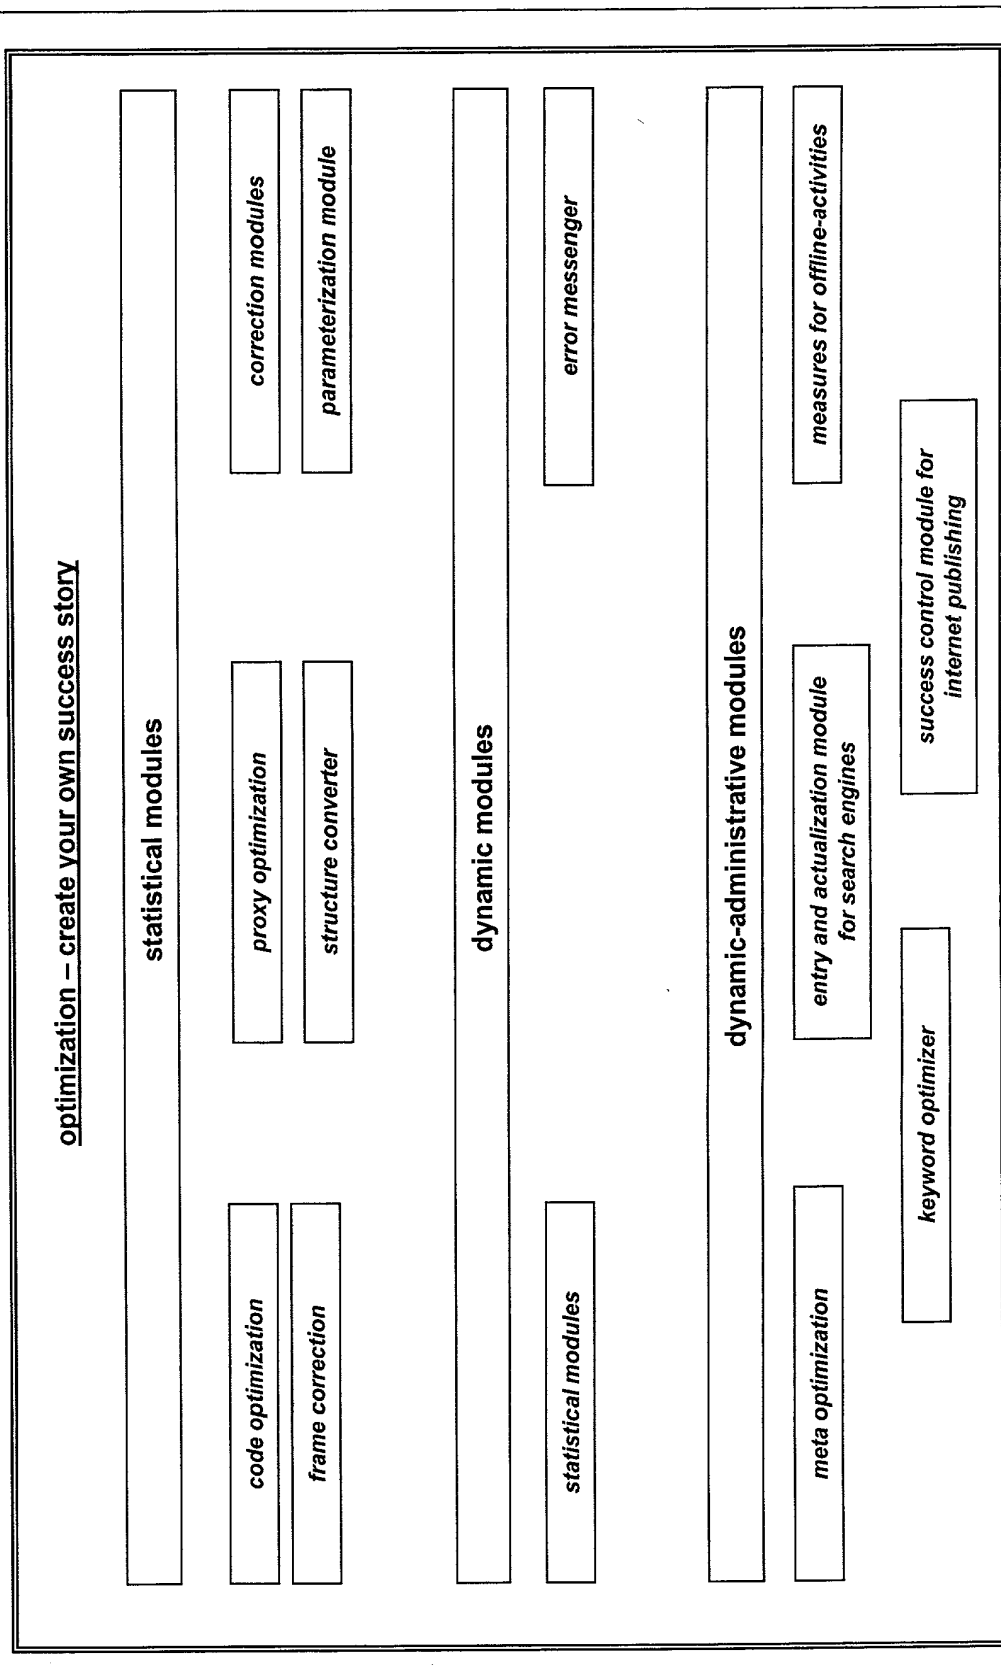 optimization – create your own success story
statistical modules
code optimization
proxy optimization
correction modules
frame correction
structure converter
parameterization module
dynamic modules
statistical modules
error messenger
dynamic-administrative modules
meta optimization
entry and actualization module
for search engines
measures for offline-activities
keyword optimizer
success control module for
internet publishing